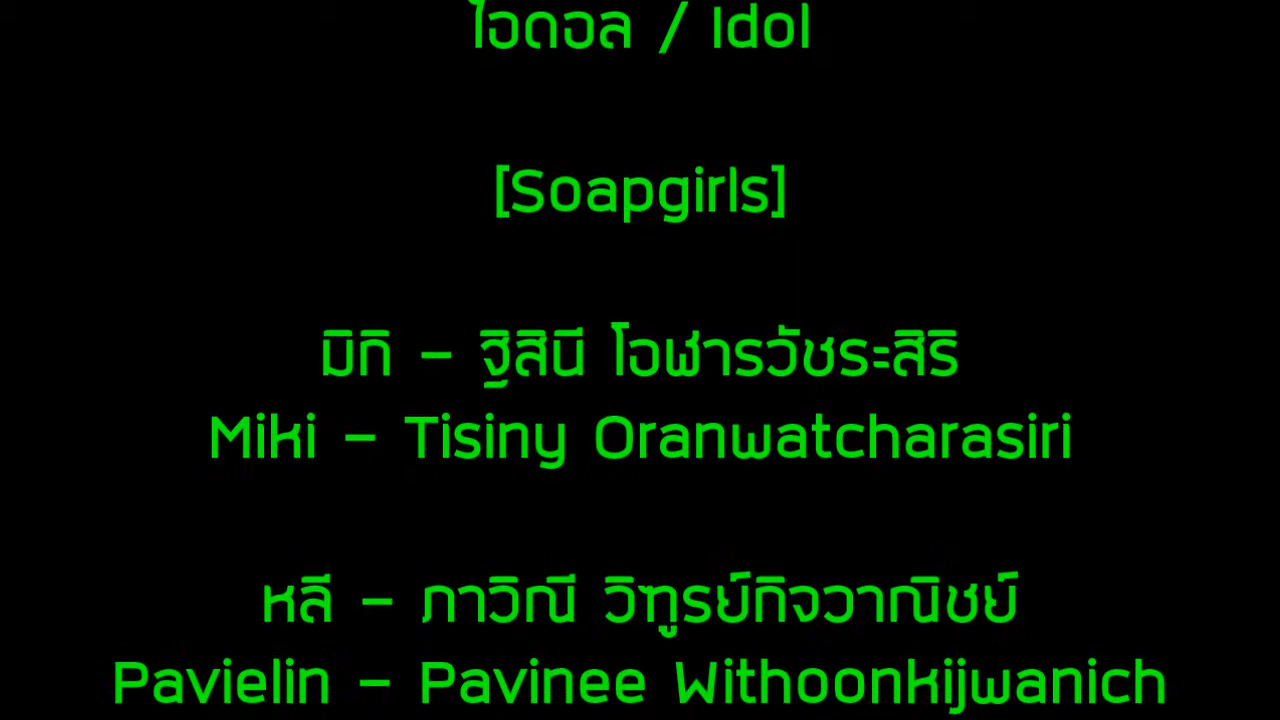 ไอดอล / Idol
[Soapgirls]
มิกิ – ฐิสินี โอฬารวัชระสิริ
Miki – Tisiny Oranwatcharasiri
หลี – ภาวิณี วิฑูรย์กิจวาณิชย์
Pavielin – Pavinee Withoonkijwanich